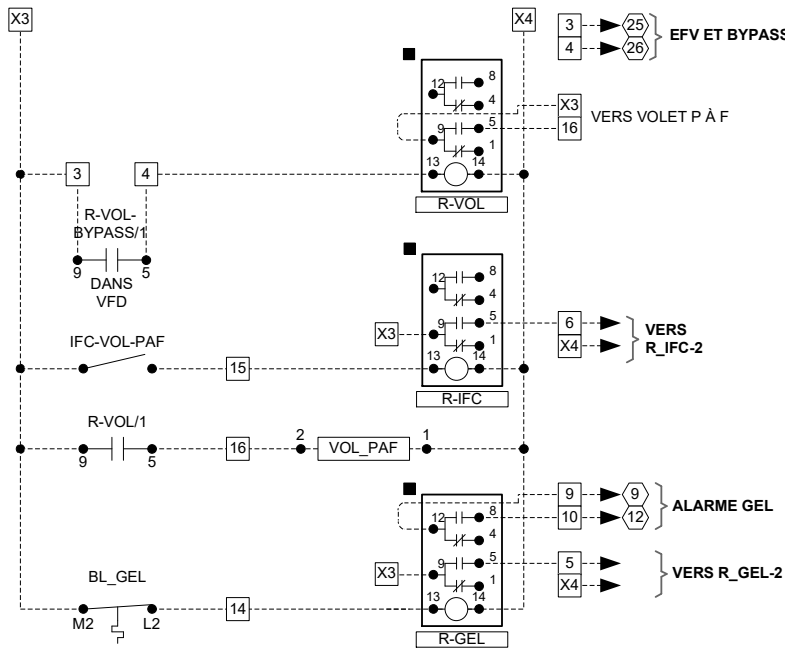 X3
X4
3
25
4
26
EFV ET BYPASS
12
8
4
9
5
1
13
14
R-VOL
X3
16
VERS VOLET P À F
3
4
R-VOL-
BYPASS/1
9
5
DANS
VFD
12
8
4
9
5
1
13
14
X3
R-IFC
6
X4
VERS
R_IFC-2
IFC-VOL-PAF
15
R-VOL/1
9
5
16
2
VOL_PAF
1
12
8
4
9
5
1
13
14
X3
R-GEL
9
9
10
12
ALARME GEL
5
X4
VERS R_GEL-2
BL_GEL
M2
L2
14